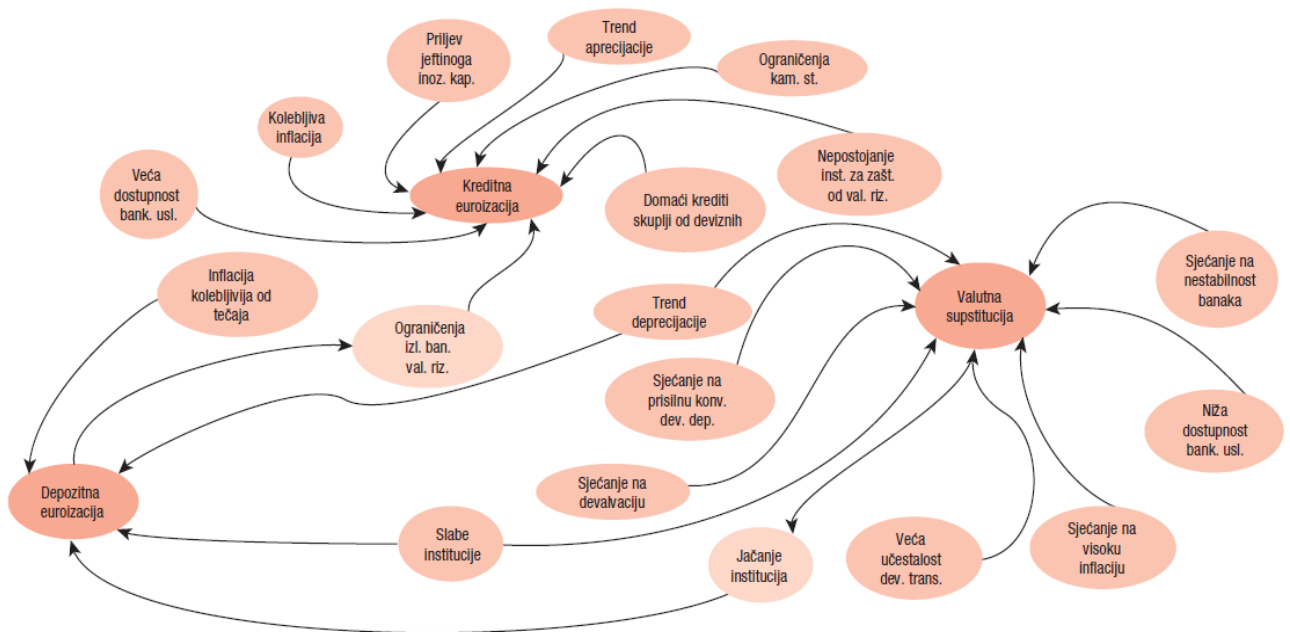 Priljev
jeftinoga
inoz. kap.
Trend
aprecijacije
Ograničenja
kam. st.
Kolebljiva
inflacija
Veća
dostupnost
bank. usl.
Kreditna
euroizacija
Domaći krediti
skuplji od deviznih
Nepostojanje
inst. za zašt.
od val. riz.
Inflacija
kolebljivija od
tečaja
Ograničenja
izl. ban.
val. riz.
Trend
deprecijacije
Valutna
supstitucija
Sjećanje na
nestabilnost
banaka
Sjećanje na
prisilnu konv.
dev. dep.
Niža
dostupnost
bank. usl.
Depozitna
euroizacija
Sjećanje na
devalvaciju
Slabe
institucije
Jačanje
institucija
Veća
učestalost
dev. trans.
Sjećanje na
visoku
inflaciju